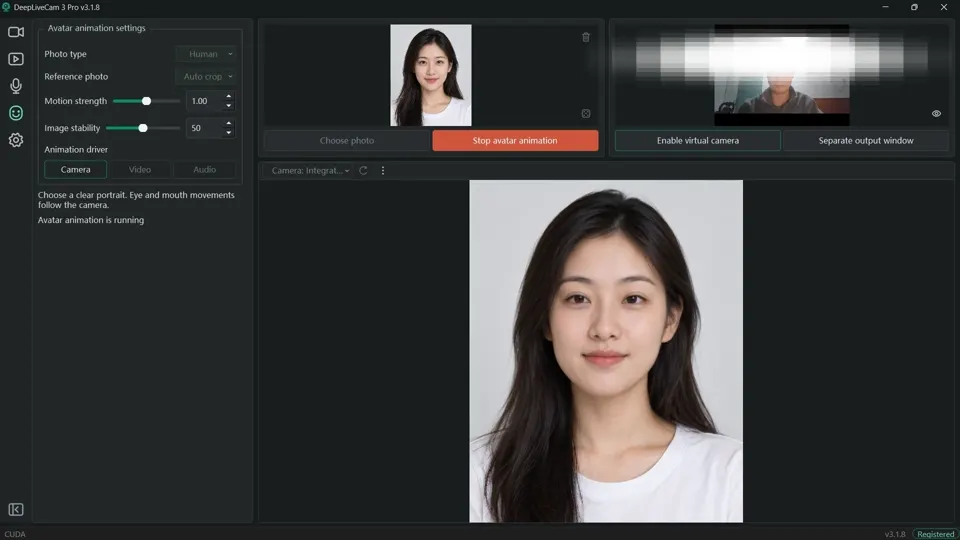 DeepLiveCam 3 Pro v3.1.8
Avatar animation settings
Photo type
Human
Reference photo
Auto crop
Motion strength
1.00
Image stability
50
Animation driver
Camera
Video
Audio
Choose a clear portrait. Eye and mouth movements
follow the camera.
Avatar animation is running
Choose photo
Stop avatar animation
Enable virtual camera
Separate output window
Camera: Integrat...
CUDA
v3.1.8
Registered